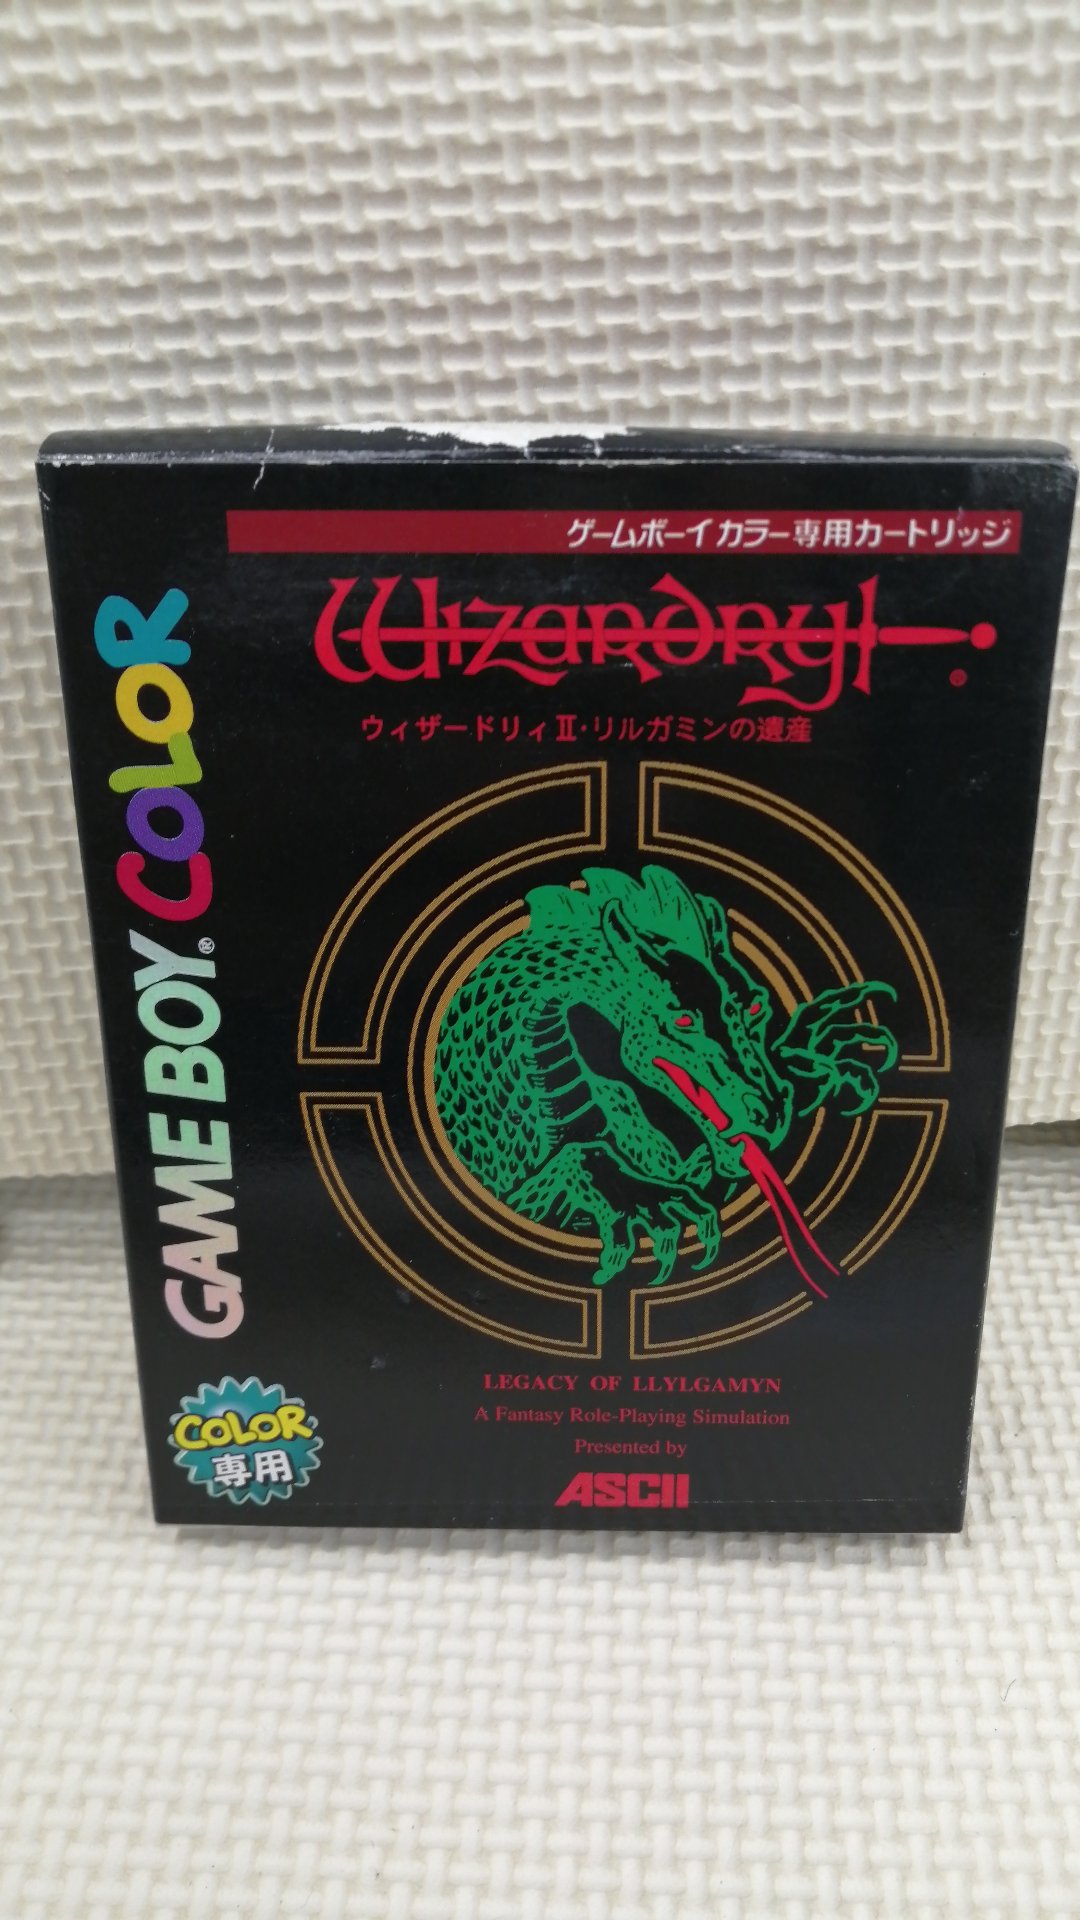 ゲームボーイカラー専用カートリッジ
Wizardry
®
ウィザードリィⅡ・リルガミンの遺産
GAME BOY® COLOR
LEGACY OF LLYLGAMYN
A Fantasy Role-Playing Simulation
Presented by
ASCII
COLOR
専用